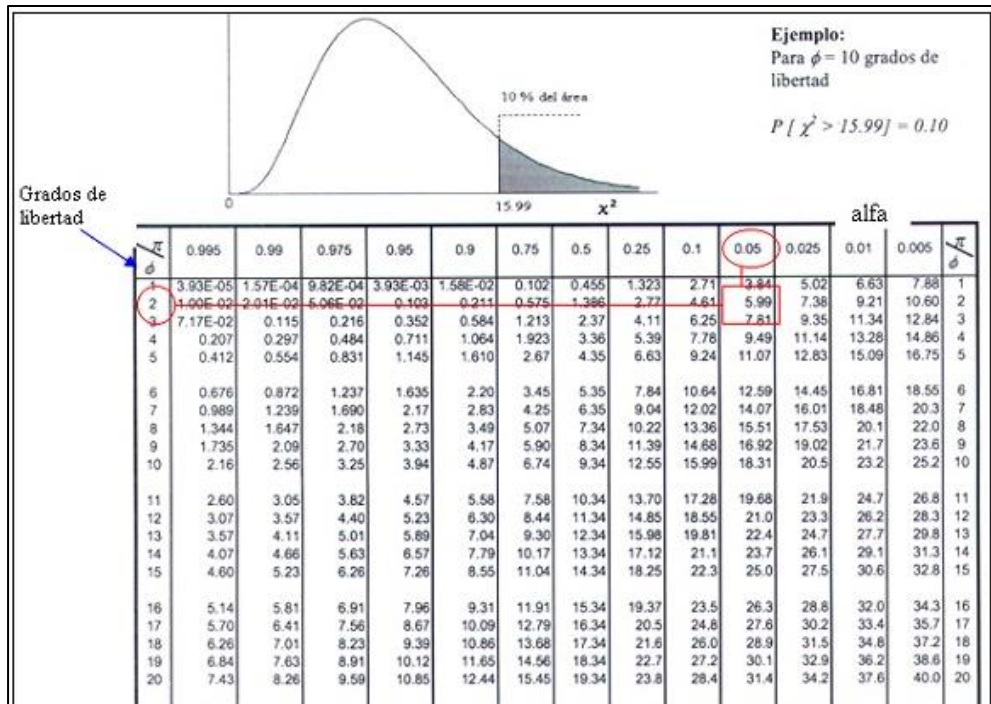 Ejemplo:
Para ϕ = 10 grados de
libertad
10 % del área
P [ χ² > 15.99] = 0.10
Grados de
libertad
0
15.99
χ²
alfa
ϕ/π 0.995 0.99 0.975 0.95 0.9 0.75 0.5 0.25 0.1 0.05 0.025 0.01 0.005 ϕ/π
1 3.93E-05 1.57E-04 9.82E-04 3.93E-03 1.58E-02 0.102 0.455 1.323 2.71 3.84 5.02 6.63 7.88 1
2 1.00E-02 2.01E-02 5.06E-02 0.103 0.211 0.575 1.386 2.77 4.61 5.99 7.38 9.21 10.60 2
3 7.17E-02 0.115 0.216 0.352 0.584 1.213 2.37 4.11 6.25 7.81 9.35 11.34 12.84 3
4 0.207 0.297 0.484 0.711 1.064 1.923 3.36 5.39 7.78 9.49 11.14 13.28 14.86 4
5 0.412 0.554 0.831 1.145 1.610 2.67 4.35 6.63 9.24 11.07 12.83 15.09 16.75 5
6 0.676 0.872 1.237 1.635 2.20 3.45 5.35 7.84 10.64 12.59 14.45 16.81 18.55 6
7 0.989 1.239 1.690 2.17 2.83 4.25 6.35 9.04 12.02 14.07 16.01 18.48 20.3 7
8 1.344 1.647 2.18 2.73 3.49 5.07 7.34 10.22 13.36 15.51 17.53 20.1 22.0 8
9 1.735 2.09 2.70 3.33 4.17 5.90 8.34 11.39 14.68 16.92 19.02 21.7 23.6 9
10 2.16 2.56 3.25 3.94 4.87 6.74 9.34 12.55 15.99 18.31 20.5 23.2 25.2 10
11 2.60 3.05 3.82 4.57 5.58 7.58 10.34 13.70 17.28 19.68 21.9 24.7 26.8 11
12 3.07 3.57 4.40 5.23 6.30 8.44 11.34 14.85 18.55 21.0 23.3 26.2 28.3 12
13 3.57 4.11 5.01 5.89 7.04 9.30 12.34 15.98 19.81 22.4 24.7 27.7 29.8 13
14 4.07 4.66 5.63 6.57 7.79 10.17 13.34 17.12 21.1 23.7 26.1 29.1 31.3 14
15 4.60 5.23 6.26 7.26 8.55 11.04 14.34 18.25 22.3 25.0 27.5 30.6 32.8 15
16 5.14 5.81 6.91 7.96 9.31 11.91 15.34 19.37 23.5 26.3 28.8 32.0 34.3 16
17 5.70 6.41 7.56 8.67 10.09 12.79 16.34 20.5 24.8 27.6 30.2 33.4 35.7 17
18 6.26 7.01 8.23 9.39 10.86 13.68 17.34 21.6 26.0 28.9 31.5 34.8 37.2 18
19 6.84 7.63 8.91 10.12 11.65 14.56 18.34 22.7 27.2 30.1 32.9 36.2 38.6 19
20 7.43 8.26 9.59 10.85 12.44 15.45 19.34 23.8 28.4 31.4 34.2 37.6 40.0 20